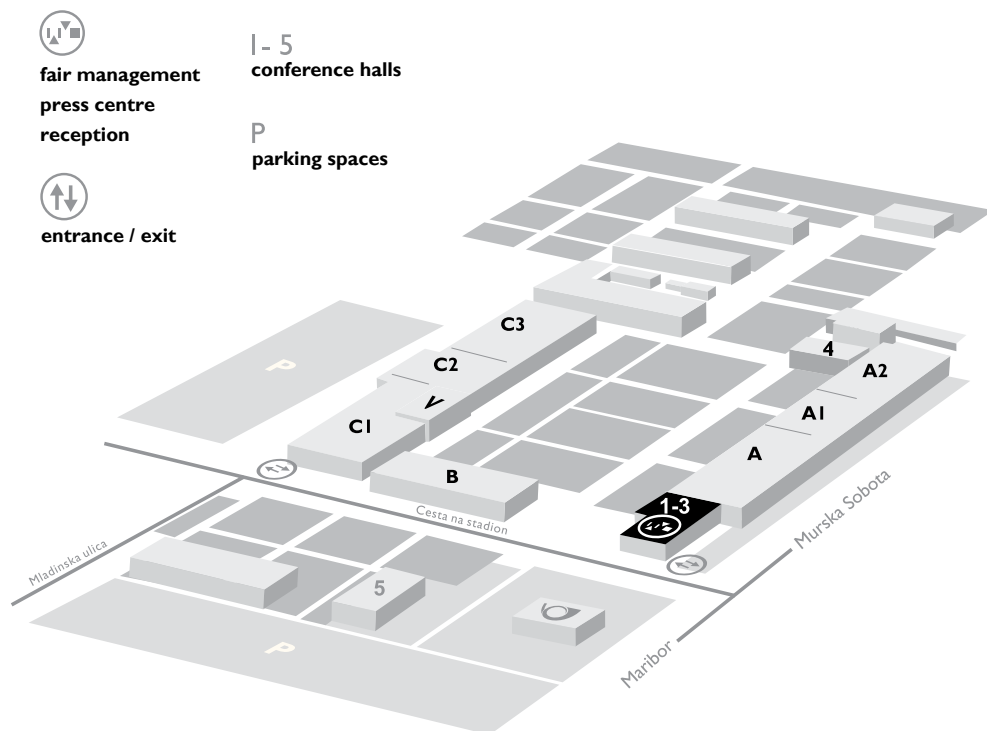 1 - 5
fair management
conference halls
press centre
reception
P
parking spaces
entrance / exit
C3
4
C2
A2
P
V
A1
C1
A
B
1-3
Cesta na stadion
Murska Sobota
Mladinska ulica
5
P
Maribor